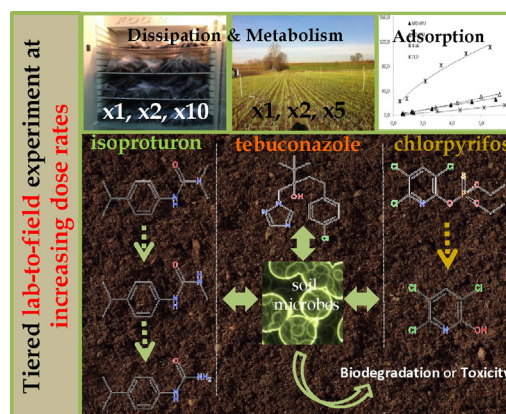 Tiered lab-to-field experiment at
increasing dose rates
Dissipation & Metabolism
Adsorption
x1, x2, x10
x1, x2, x5
isoproturon
tebuconazole
chlorpyrifos
soil
microbes
Biodegradation or Toxicity